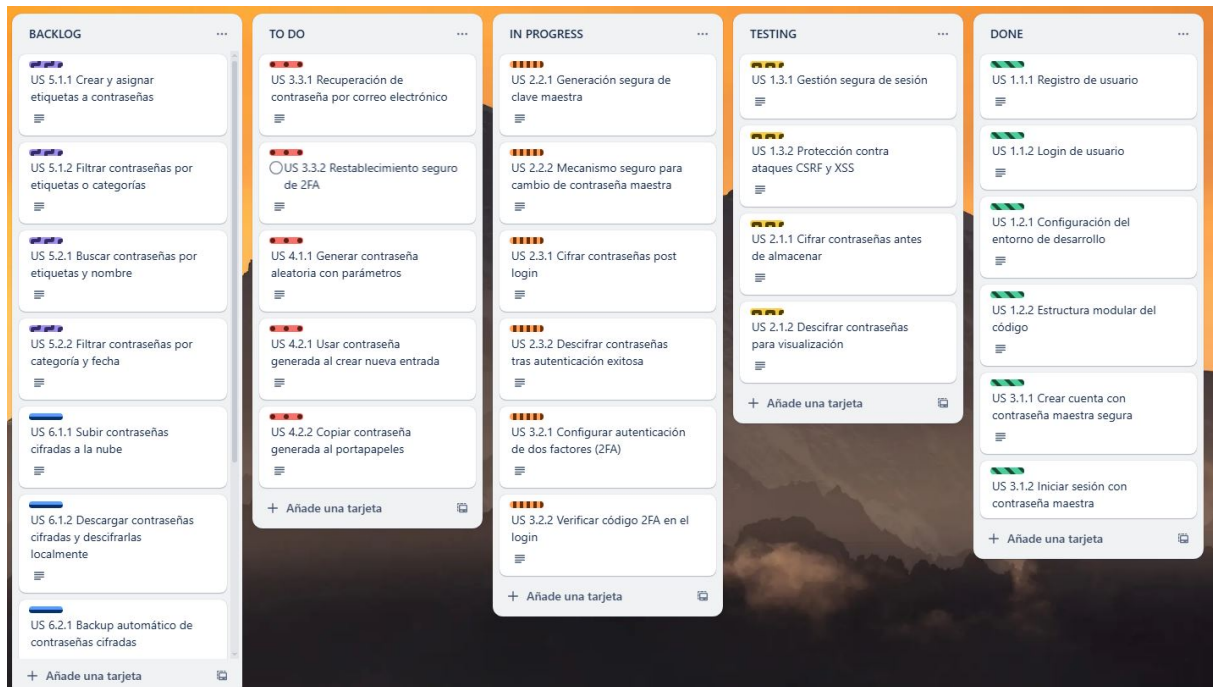 BACKLOG
US 5.1.1 Crear y asignar
etiquetas a contraseñas
US 5.1.2 Filtrar contraseñas por
etiquetas o categorías
US 5.2.1 Buscar contraseñas por
etiquetas y nombre
US 5.2.2 Filtrar contraseñas por
categoría y fecha
US 6.1.1 Subir contraseñas
cifradas a la nube
US 6.1.2 Descargar contraseñas
cifradas y descifrarlas
localmente
US 6.2.1 Backup automático de
contraseñas cifradas
+ Añade una tarjeta
TO DO
US 3.3.1 Recuperación de
contraseña por correo electrónico
US 3.3.2 Restablecimiento seguro
de 2FA
US 4.1.1 Generar contraseña
aleatoria con parámetros
US 4.2.1 Usar contraseña
generada al crear nueva entrada
US 4.2.2 Copiar contraseña
generada al portapapeles
+ Añade una tarjeta
IN PROGRESS
US 2.2.1 Generación segura de
clave maestra
US 2.2.2 Mecanismo seguro para
cambio de contraseña maestra
US 2.3.1 Cifrar contraseñas post
login
US 2.3.2 Descifrar contraseñas
tras autenticación exitosa
US 3.2.1 Configurar autenticación
de dos factores (2FA)
US 3.2.2 Verificar código 2FA en el
login
+ Añade una tarjeta
TESTING
US 1.3.1 Gestión segura de sesión
US 1.3.2 Protección contra
ataques CSRF y XSS
US 2.1.1 Cifrar contraseñas antes
de almacenar
US 2.1.2 Descifrar contraseñas
para visualización
+ Añade una tarjeta
DONE
US 1.1.1 Registro de usuario
US 1.1.2 Login de usuario
US 1.2.1 Configuración del
entorno de desarrollo
US 1.2.2 Estructura modular del
código
US 3.1.1 Crear cuenta con
contraseña maestra segura
US 3.1.2 Iniciar sesión con
contraseña maestra
+ Añade una tarjeta